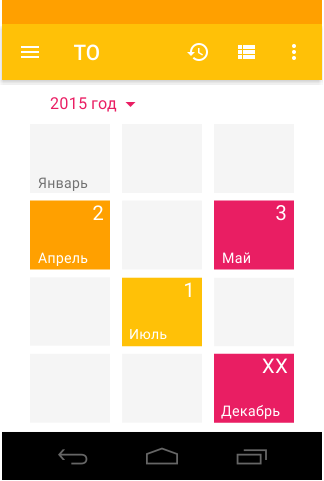 ТО
2015 год
Январь
2
Апрель
3
Май
1
Июль
XX
Декабрь